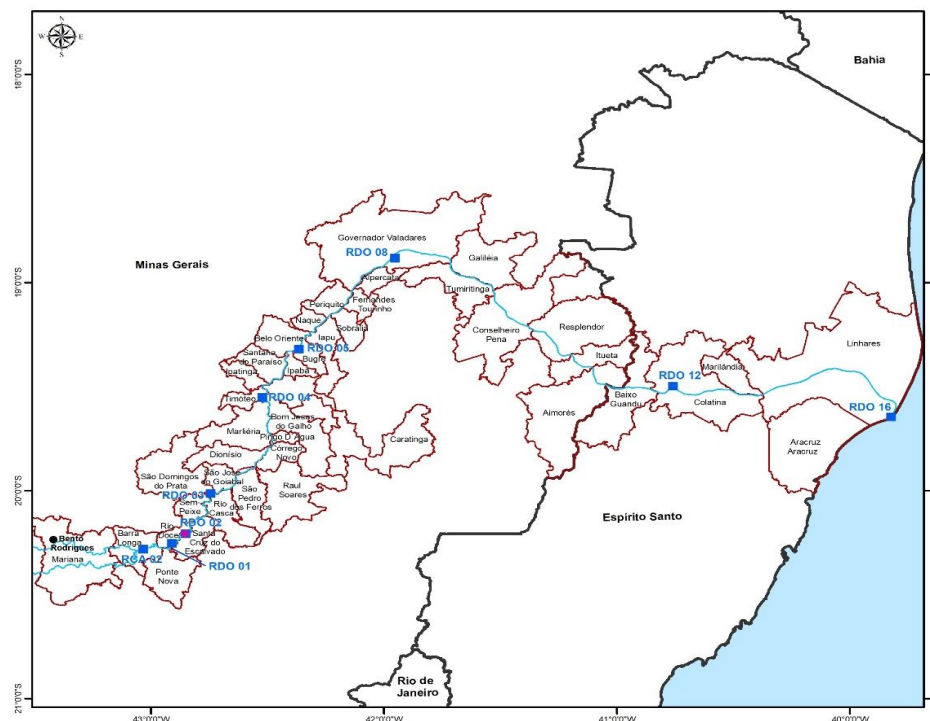 N
W
E
S
Bahia
18°0'0"S
Governador Valadares
RDO 08
Galiléia
Minas Gerais
Alpercata
19°0'0"S
Tumiritinga
Periquito
Fernandes
Tourinho
Naque
Sobrália
Resplendor
Conselheiro
Pena
Belo Oriente
Iapu
Linhares
RDO 05
Santana
do Paraíso
Bugre
Itueta
Marilândia
Ipatinga
Ipaba
RDO 12
Timóteo
RDO 04
Baixo
Guandu
Colatina
RDO 16
Aimorés
Bom Jesus
do Galho
Marliéria
Pingo D'Água
Caratinga
Aracruz
Aracruz
Córrego
Novo
Dionísio
São Domingos
do Prata
São José
do Goiabal
Raul
Soares
São
Pedro
dos Ferros
20°0'0"S
RDO 03
Sem
Peixe
Rio
Casca
RDO 02
Espírito Santo
Rio
Doce
Santa
Cruz do
Escalvado
Barra
Longa
Bento
Rodrigues
Mariana
RCA 02
RDO 01
Ponte
Nova
Rio de
Janeiro
21°0'0"S
43°0'0"W
42°0'0"W
41°0'0"W
40°0'0"W